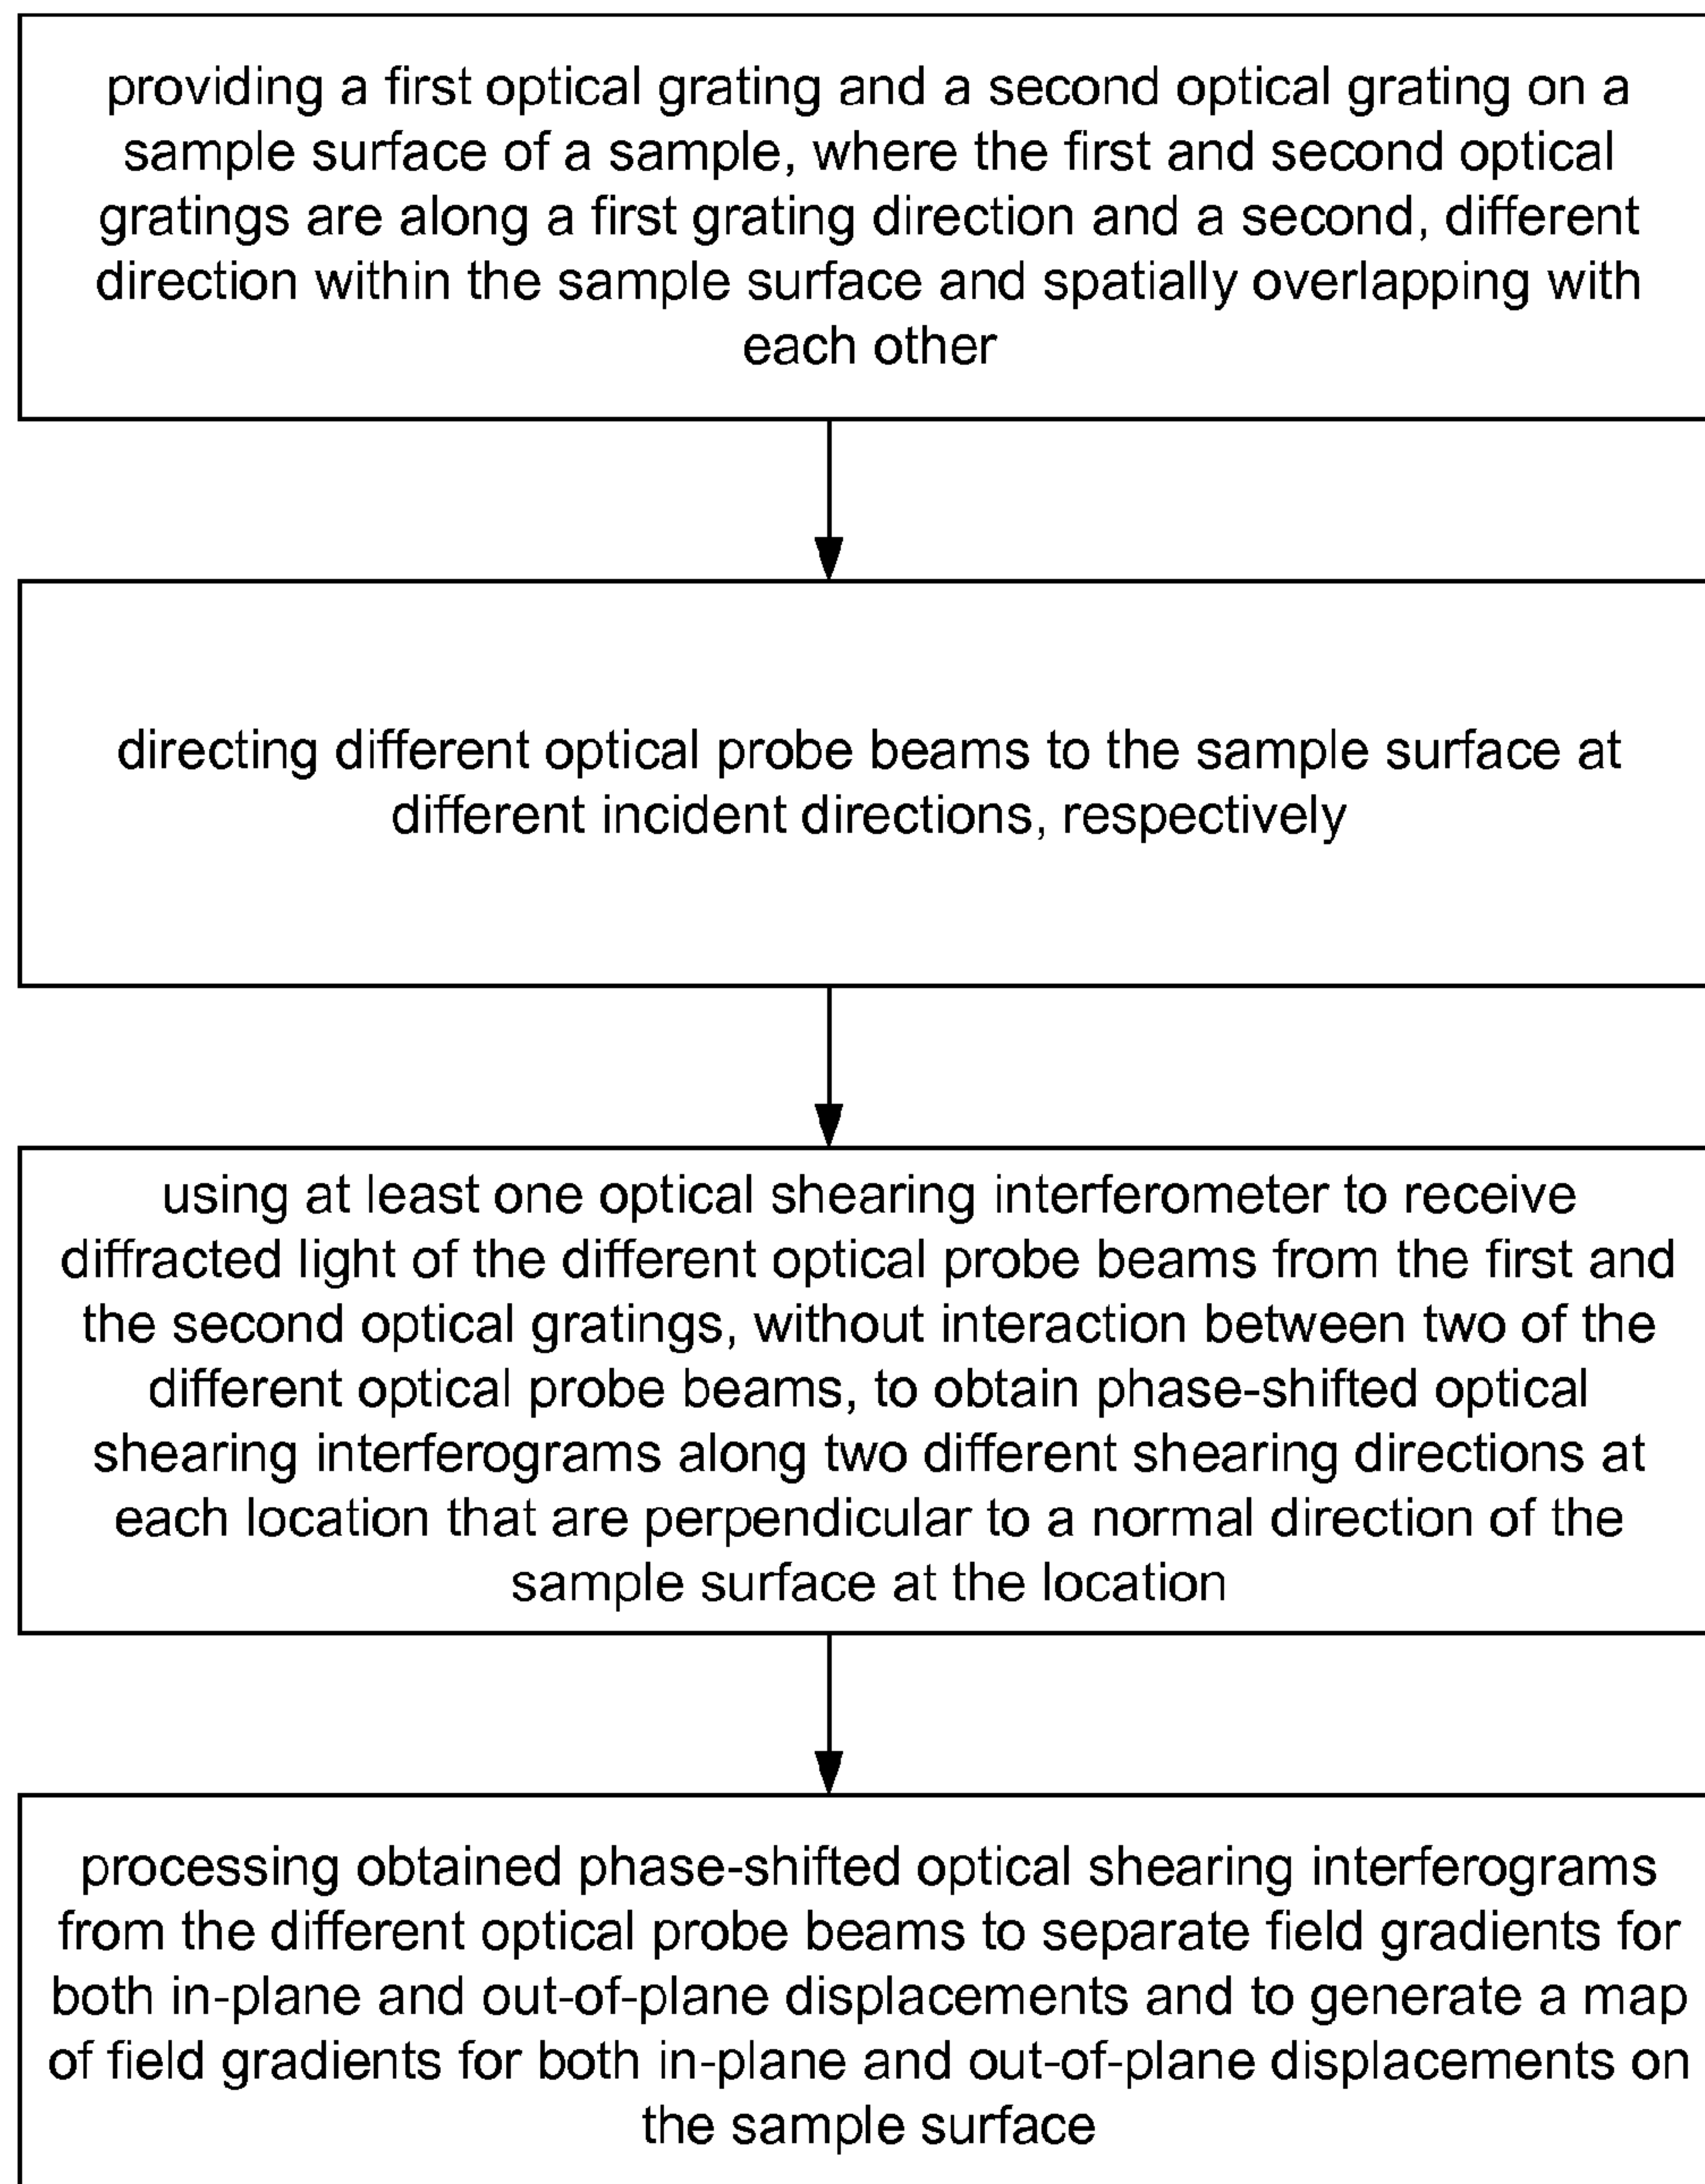 providing a first optical grating and a second optical grating on a
sample surface of a sample, where the first and second optical
gratings are along a first grating direction and a second, different
direction within the sample surface and spatially overlapping with
each other
directing different optical probe beams to the sample surface at
different incident directions, respectively
using at least one optical shearing interferometer to receive
diffracted light of the different optical probe beams from the first and
the second optical gratings, without interaction between two of the
different optical probe beams, to obtain phase-shifted optical
shearing interferograms along two different shearing directions at
each location that are perpendicular to a normal direction of the
sample surface at the location
processing obtained phase-shifted optical shearing interferograms
from the different optical probe beams to separate field gradients for
both in-plane and out-of-plane displacements and to generate a map
of field gradients for both in-plane and out-of-plane displacements on
the sample surface